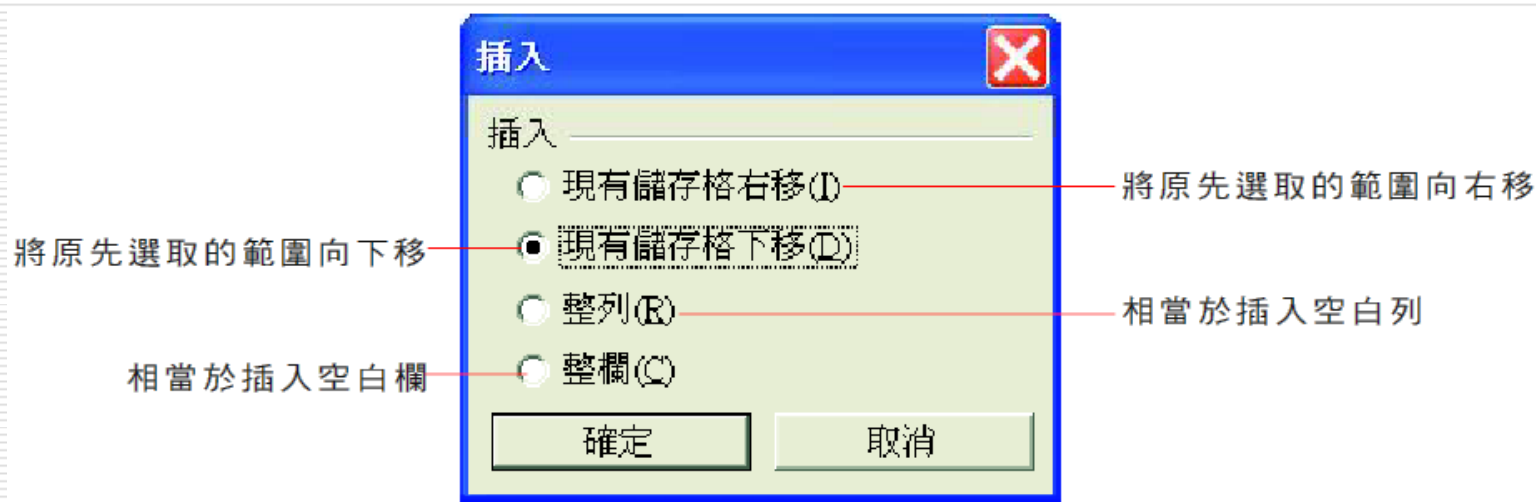 插入
插入
現有儲存格右移(I)
將原先選取的範圍向右移
將原先選取的範圍向下移
現有儲存格下移(D)
整列(R)
相當於插入空白列
相當於插入空白欄
整欄(C)
確定
取消